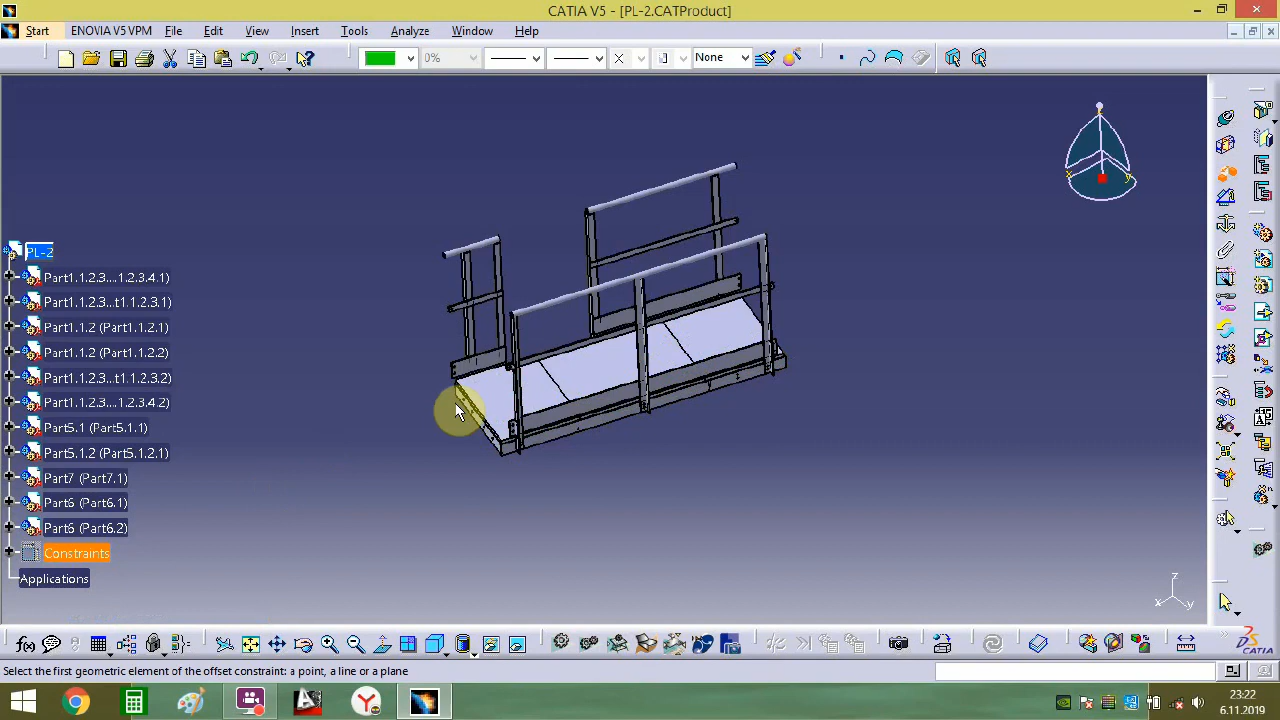 CATIA V5 - [PL-2.CATProduct]
Start ENOVIA V5 VPM File Edit View Insert Tools Analyze Window Help
0% None
z
x y
PL-2
Part1.1.2.3....1.2.3.4.1)
Part1.1.2.3...t1.1.2.3.1)
Part1.1.2 (Part1.1.2.1)
Part1.1.2 (Part1.1.2.2)
Part1.1.2.3...t1.1.2.3.2)
Part1.1.2.3....1.2.3.4.2)
Part5.1 (Part5.1.1)
Part5.1.2 (Part5.1.2.1)
Part7 (Part7.1)
Part6 (Part6.1)
Part6 (Part6.2)
Constraints
Applications
z
x y
f(x)
CATIA
Select the first geometric element of the offset constraint: a point, a line or a plane
23:22
6.11.2019